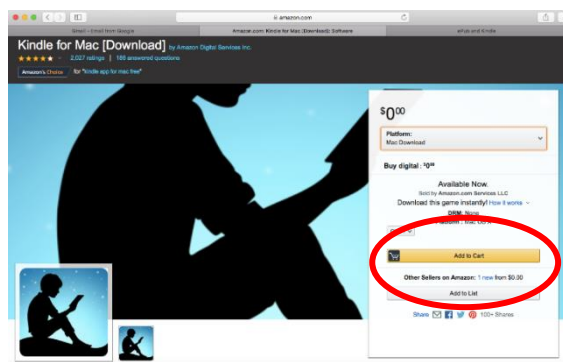 amazon.com
Gmail - Email from Google
Amazon.com: Kindle for Mac [Download]: Software
ePub and Kindle
Kindle for Mac [Download] by Amazon Digital Services Inc.
2,027 ratings | 189 answered questions
Amazon's Choice for "kindle app for mac free"
$0.00
Platform:
Mac Download
Buy digital :
Available Now.
Sold by Amazon.com Services LLC
Download this game instantly! How it works
DRM: None
Add to Cart
Other Sellers on Amazon: 1 new from $0.00
Add to List
Share 100+ Shares